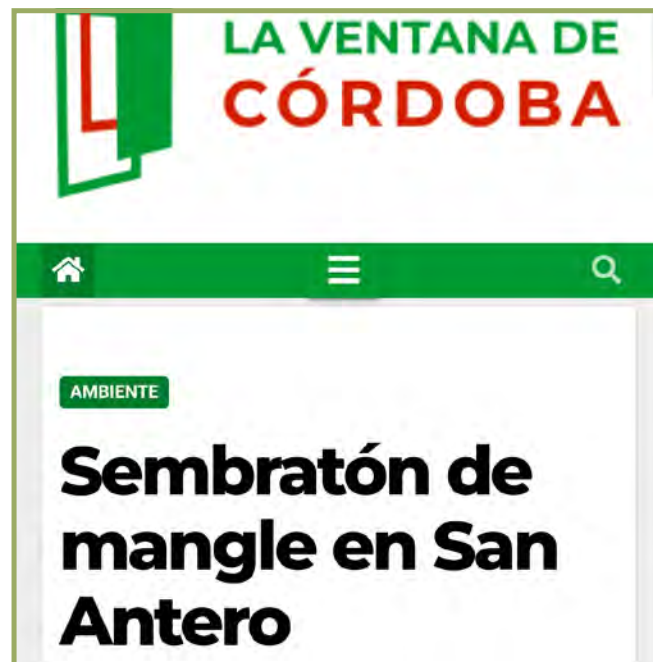 LA VENTANA DE
CÓRDOBA
AMBIENTE
Sembratón de
mangle en San
Antero